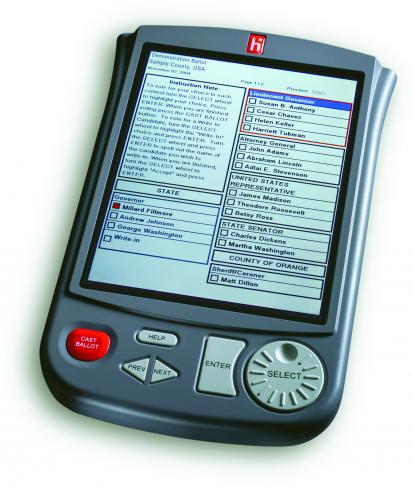 hi
Demonstration Ballot
Sample County, USA
November 02, 2004
Page 1 /
Precinct
Instruction Note:
To vote for your choice in each
contest turn the SELECT wheel
to highlight your choice. Press
ENTER. When you are finished
voting press the CAST BALLOT
button. To vote for a Write In
candidate, turn the SELECT
wheel to highlight the "Write-In"
choice and press ENTER. Turn
the SELECT wheel and press
ENTER to spell out the name of
the candidate you wish to
write-in. When you are finished,
turn the SELECT wheel to
highlight "Accept" and press
ENTER.
STATE
Governor
Millard Fillmore
Andrew Johnson
George Washington
Write-in
Lieutenant Governor
Susan B. Anthony
Cesar Chavez
Helen Keller
Harriett Tubman
Attorney General
John Adams
Abraham Lincoln
Adlai E. Stevenson
UNITED STATES
REPRESENTATIVE
James Madison
Theodore Roosevelt
Betsy Ross
STATE SENATOR
Charles Dickens
Martha Washington
COUNTY OF ORANGE
Sheriff/Coroner
Matt Dillon
CAST
BALLOT
HELP
PREV
NEXT
ENTER
SELECT